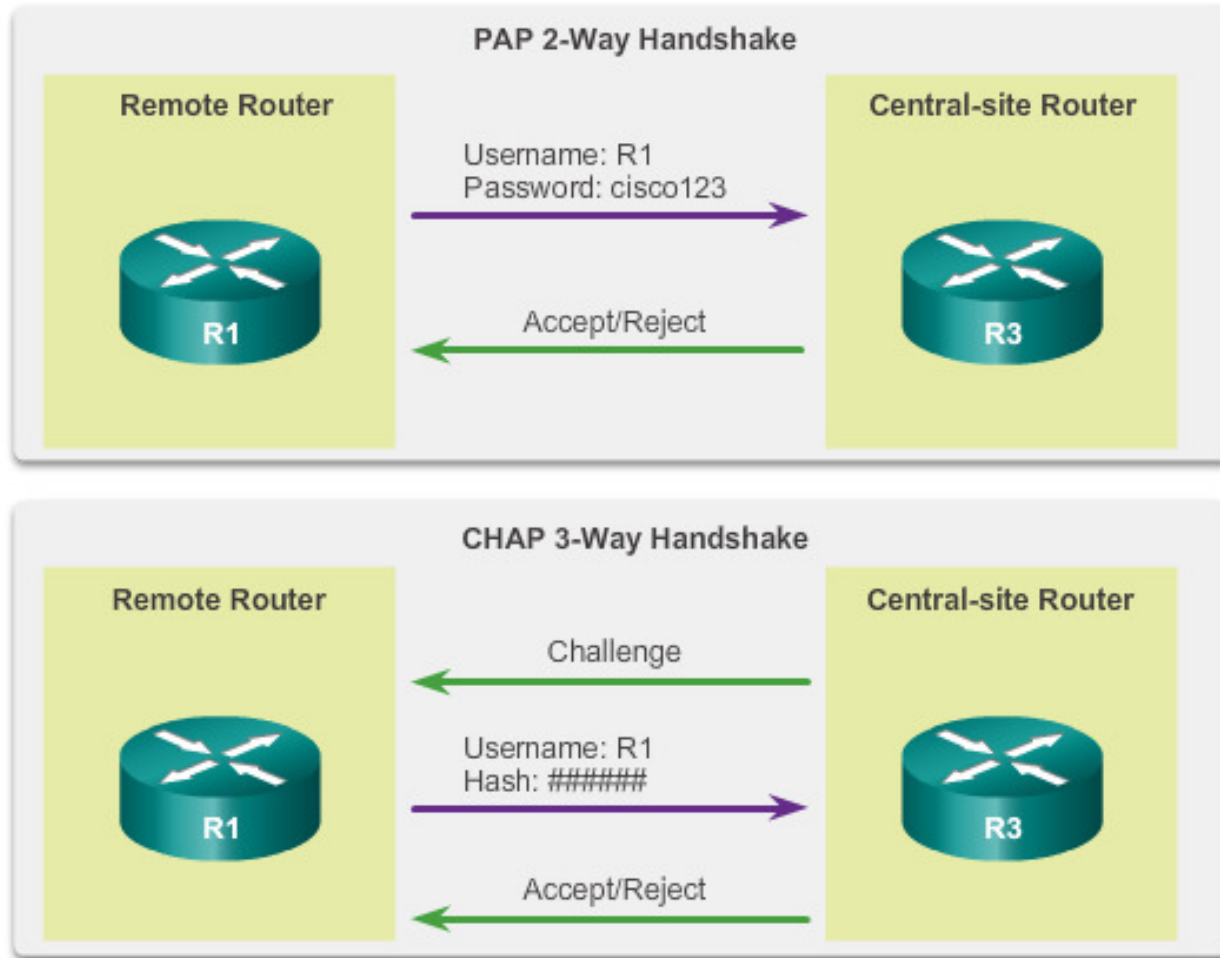 PAP 2-Way Handshake
Remote Router
Central-site Router
Username: R1
Password: cisco123
Accept/Reject
R1
R3
CHAP 3-Way Handshake
Remote Router
Central-site Router
Challenge
Username: R1
Hash: ######
R1
R3
Accept/Reject